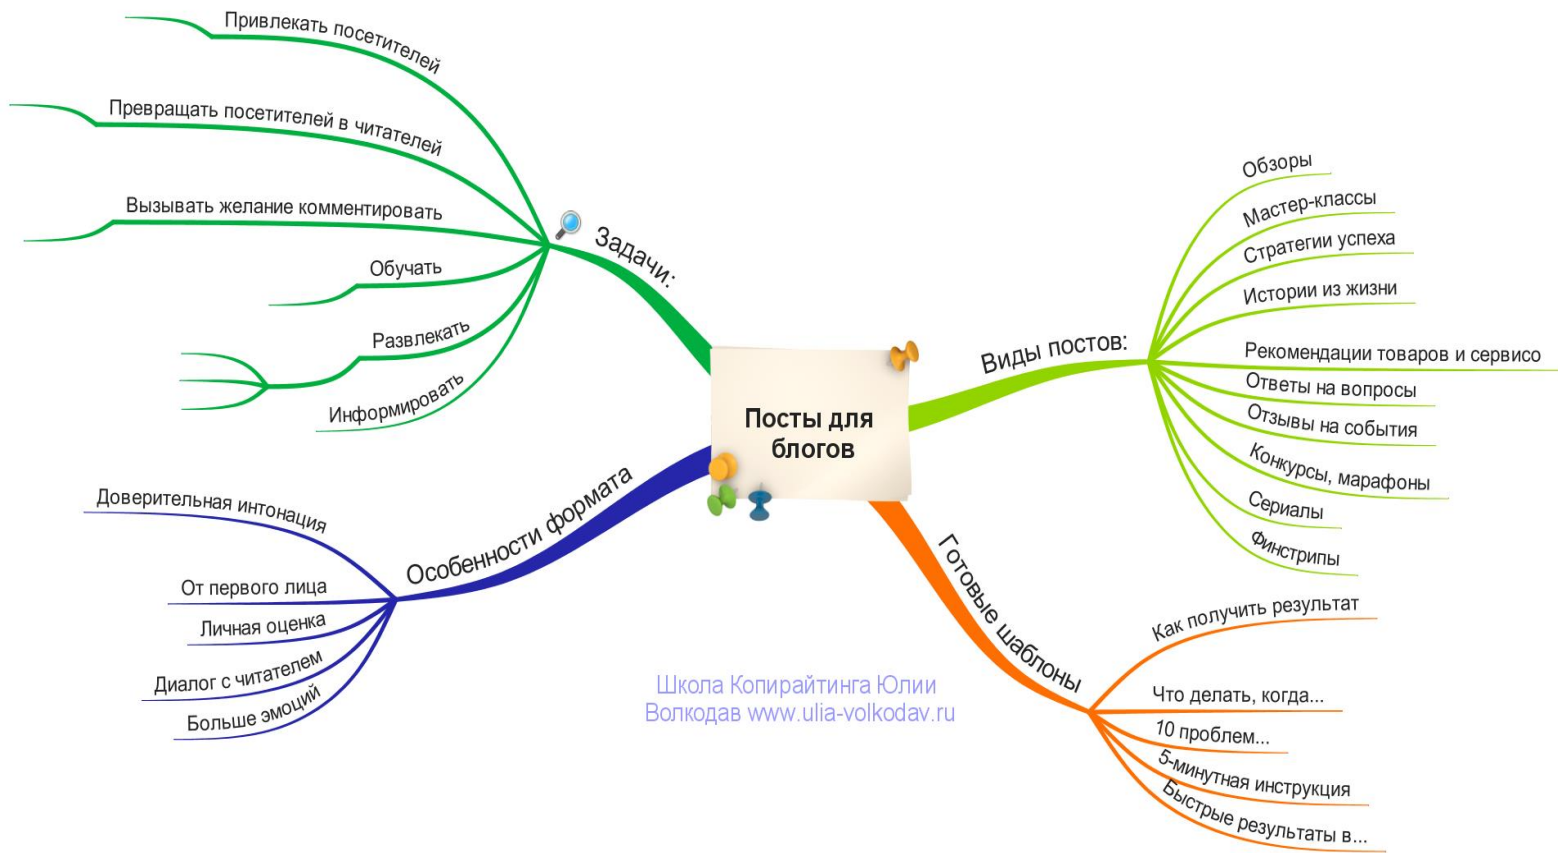 Посты для
блогов
Задачи:
Привлекать посетителей
Превращать посетителей в читателей
Вызывать желание комментировать
Обучать
Развлекать
Информировать
Особенности формата
Доверительная интонация
От первого лица
Личная оценка
Диалог с читателем
Больше эмоций
Виды постов:
Обзоры
Мастер-классы
Стратегии успеха
Истории из жизни
Рекомендации товаров и сервисо
Ответы на вопросы
Отзывы на события
Конкурсы, марафоны
Сериалы
Финстрипы
Готовые шаблоны
Как получить результат
Что делать, когда...
10 проблем...
5-минутная инструкция
Быстрые результаты в...
Школа Копирайтинга Юлии
Волкодав www.ulia-volkodav.ru